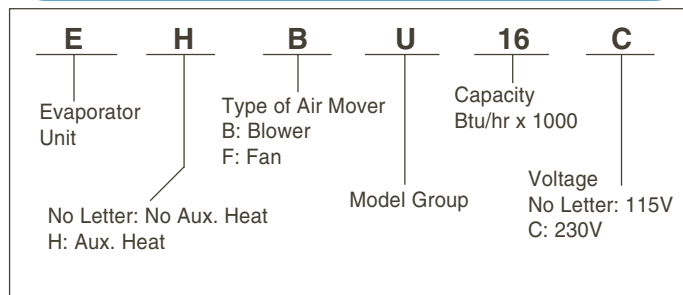 E H B U 16 C
Evaporator
Unit
Type of Air Mover
B: Blower
F: Fan
Capacity
Btu/hr x 1000
No Letter: No Aux. Heat
H: Aux. Heat
Model Group
Voltage
No Letter: 115V
C: 230V